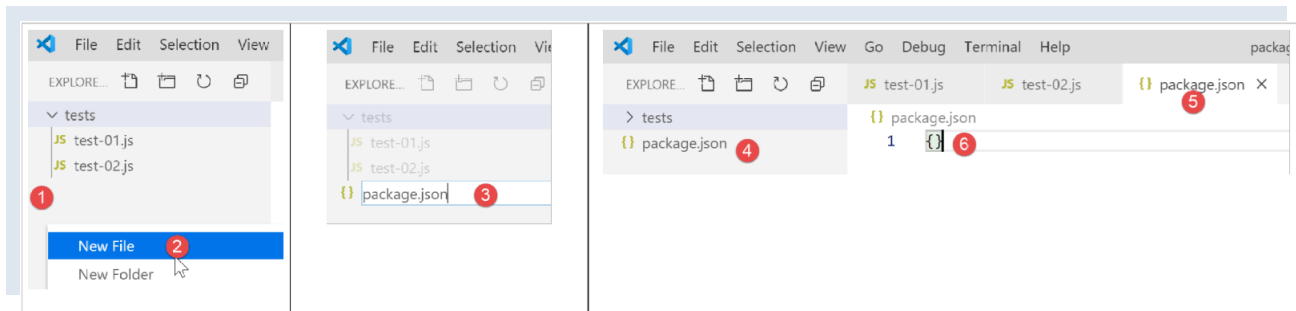 File Edit Selection View
EXPLORE...
tests
JS test-01.js
JS test-02.js
1
New File 2
New Folder
File Edit Selection Vi
EXPLORE...
tests
JS test-01.js
JS test-02.js
{} package.json 3
File Edit Selection View Go Debug Terminal Help packag
EXPLORE... JS test-01.js JS test-02.js {} package.json
5
> tests {} package.json
{} package.json 4 1 {} 6